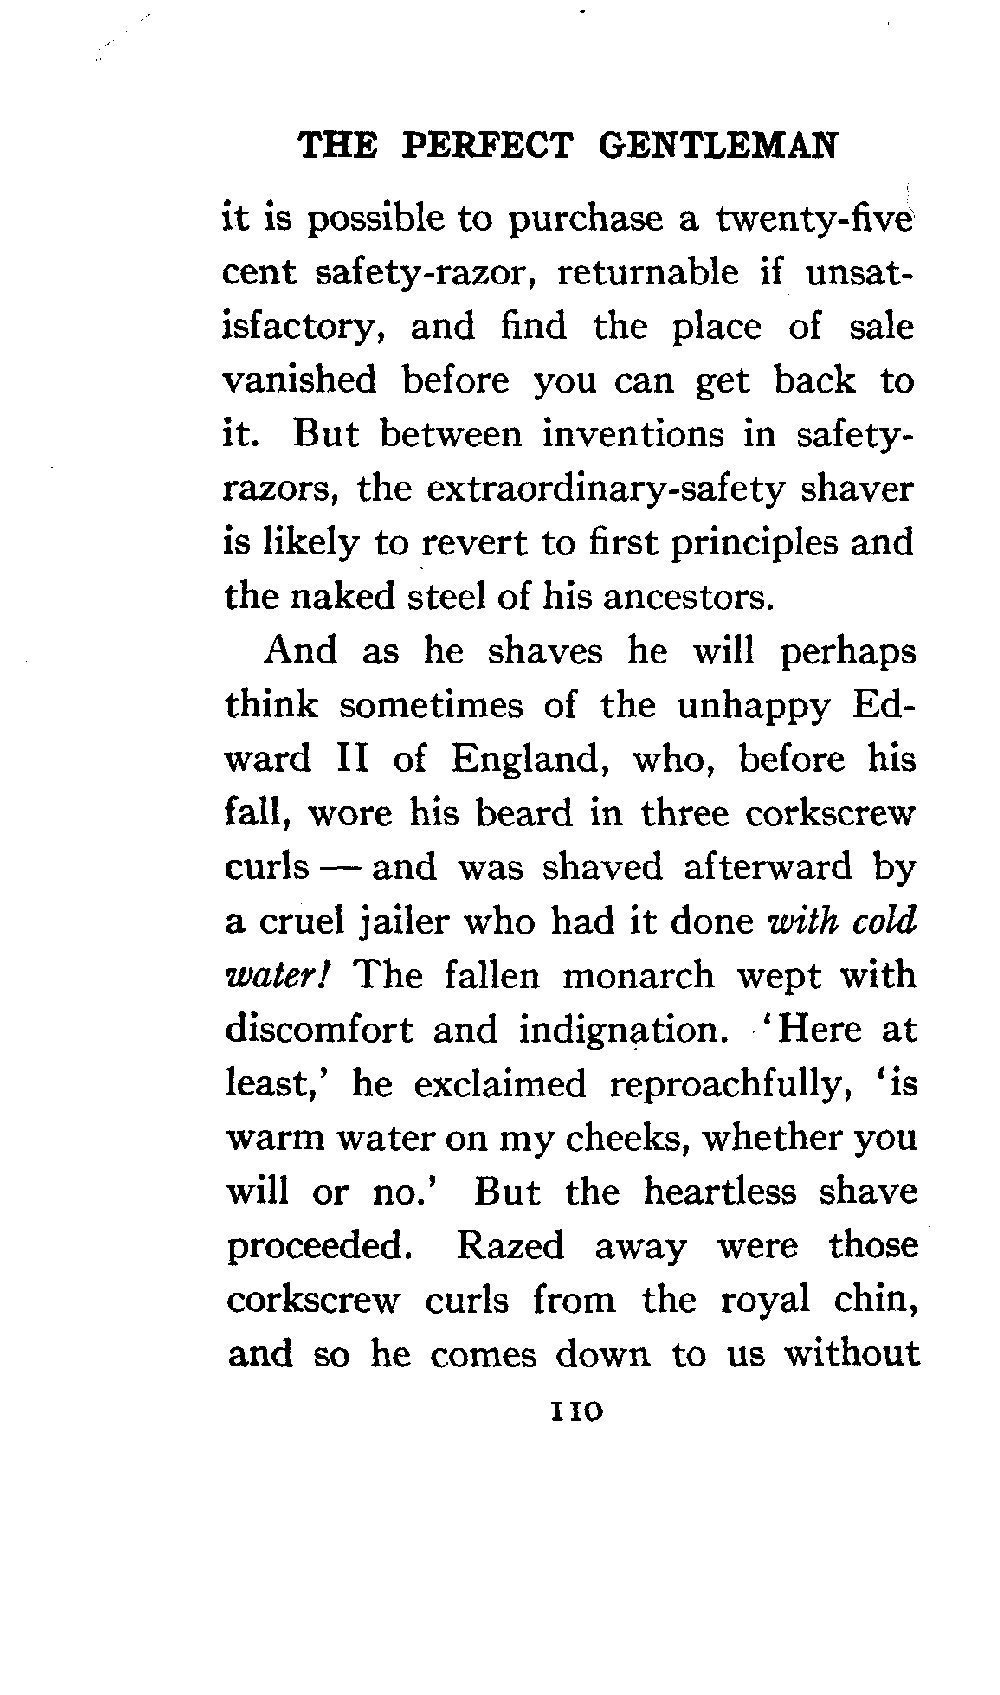 THE PERFECT GENTLEMAN
it is possible to purchase a twenty-five
cent safety-razor, returnable if unsat-
isfactory, and find the place of sale
vanished before you can get back to
it. But between inventions in safety-
razors, the extraordinary-safety shaver
is likely to revert to first principles and
the naked steel of his ancestors.
And as he shaves he will perhaps
think sometimes of the unhappy Ed-
ward II of England, who, before his
fall, wore his beard in three corkscrew
curls — and was shaved afterward by
a cruel jailer who had it done with cold
water! The fallen monarch wept with
discomfort and indignation. 'Here at
least,' he exclaimed reproachfully, 'is
warm water on my cheeks, whether you
will or no.' But the heartless shave
proceeded. Razed away were those
corkscrew curls from the royal chin,
and so he comes down to us without
110